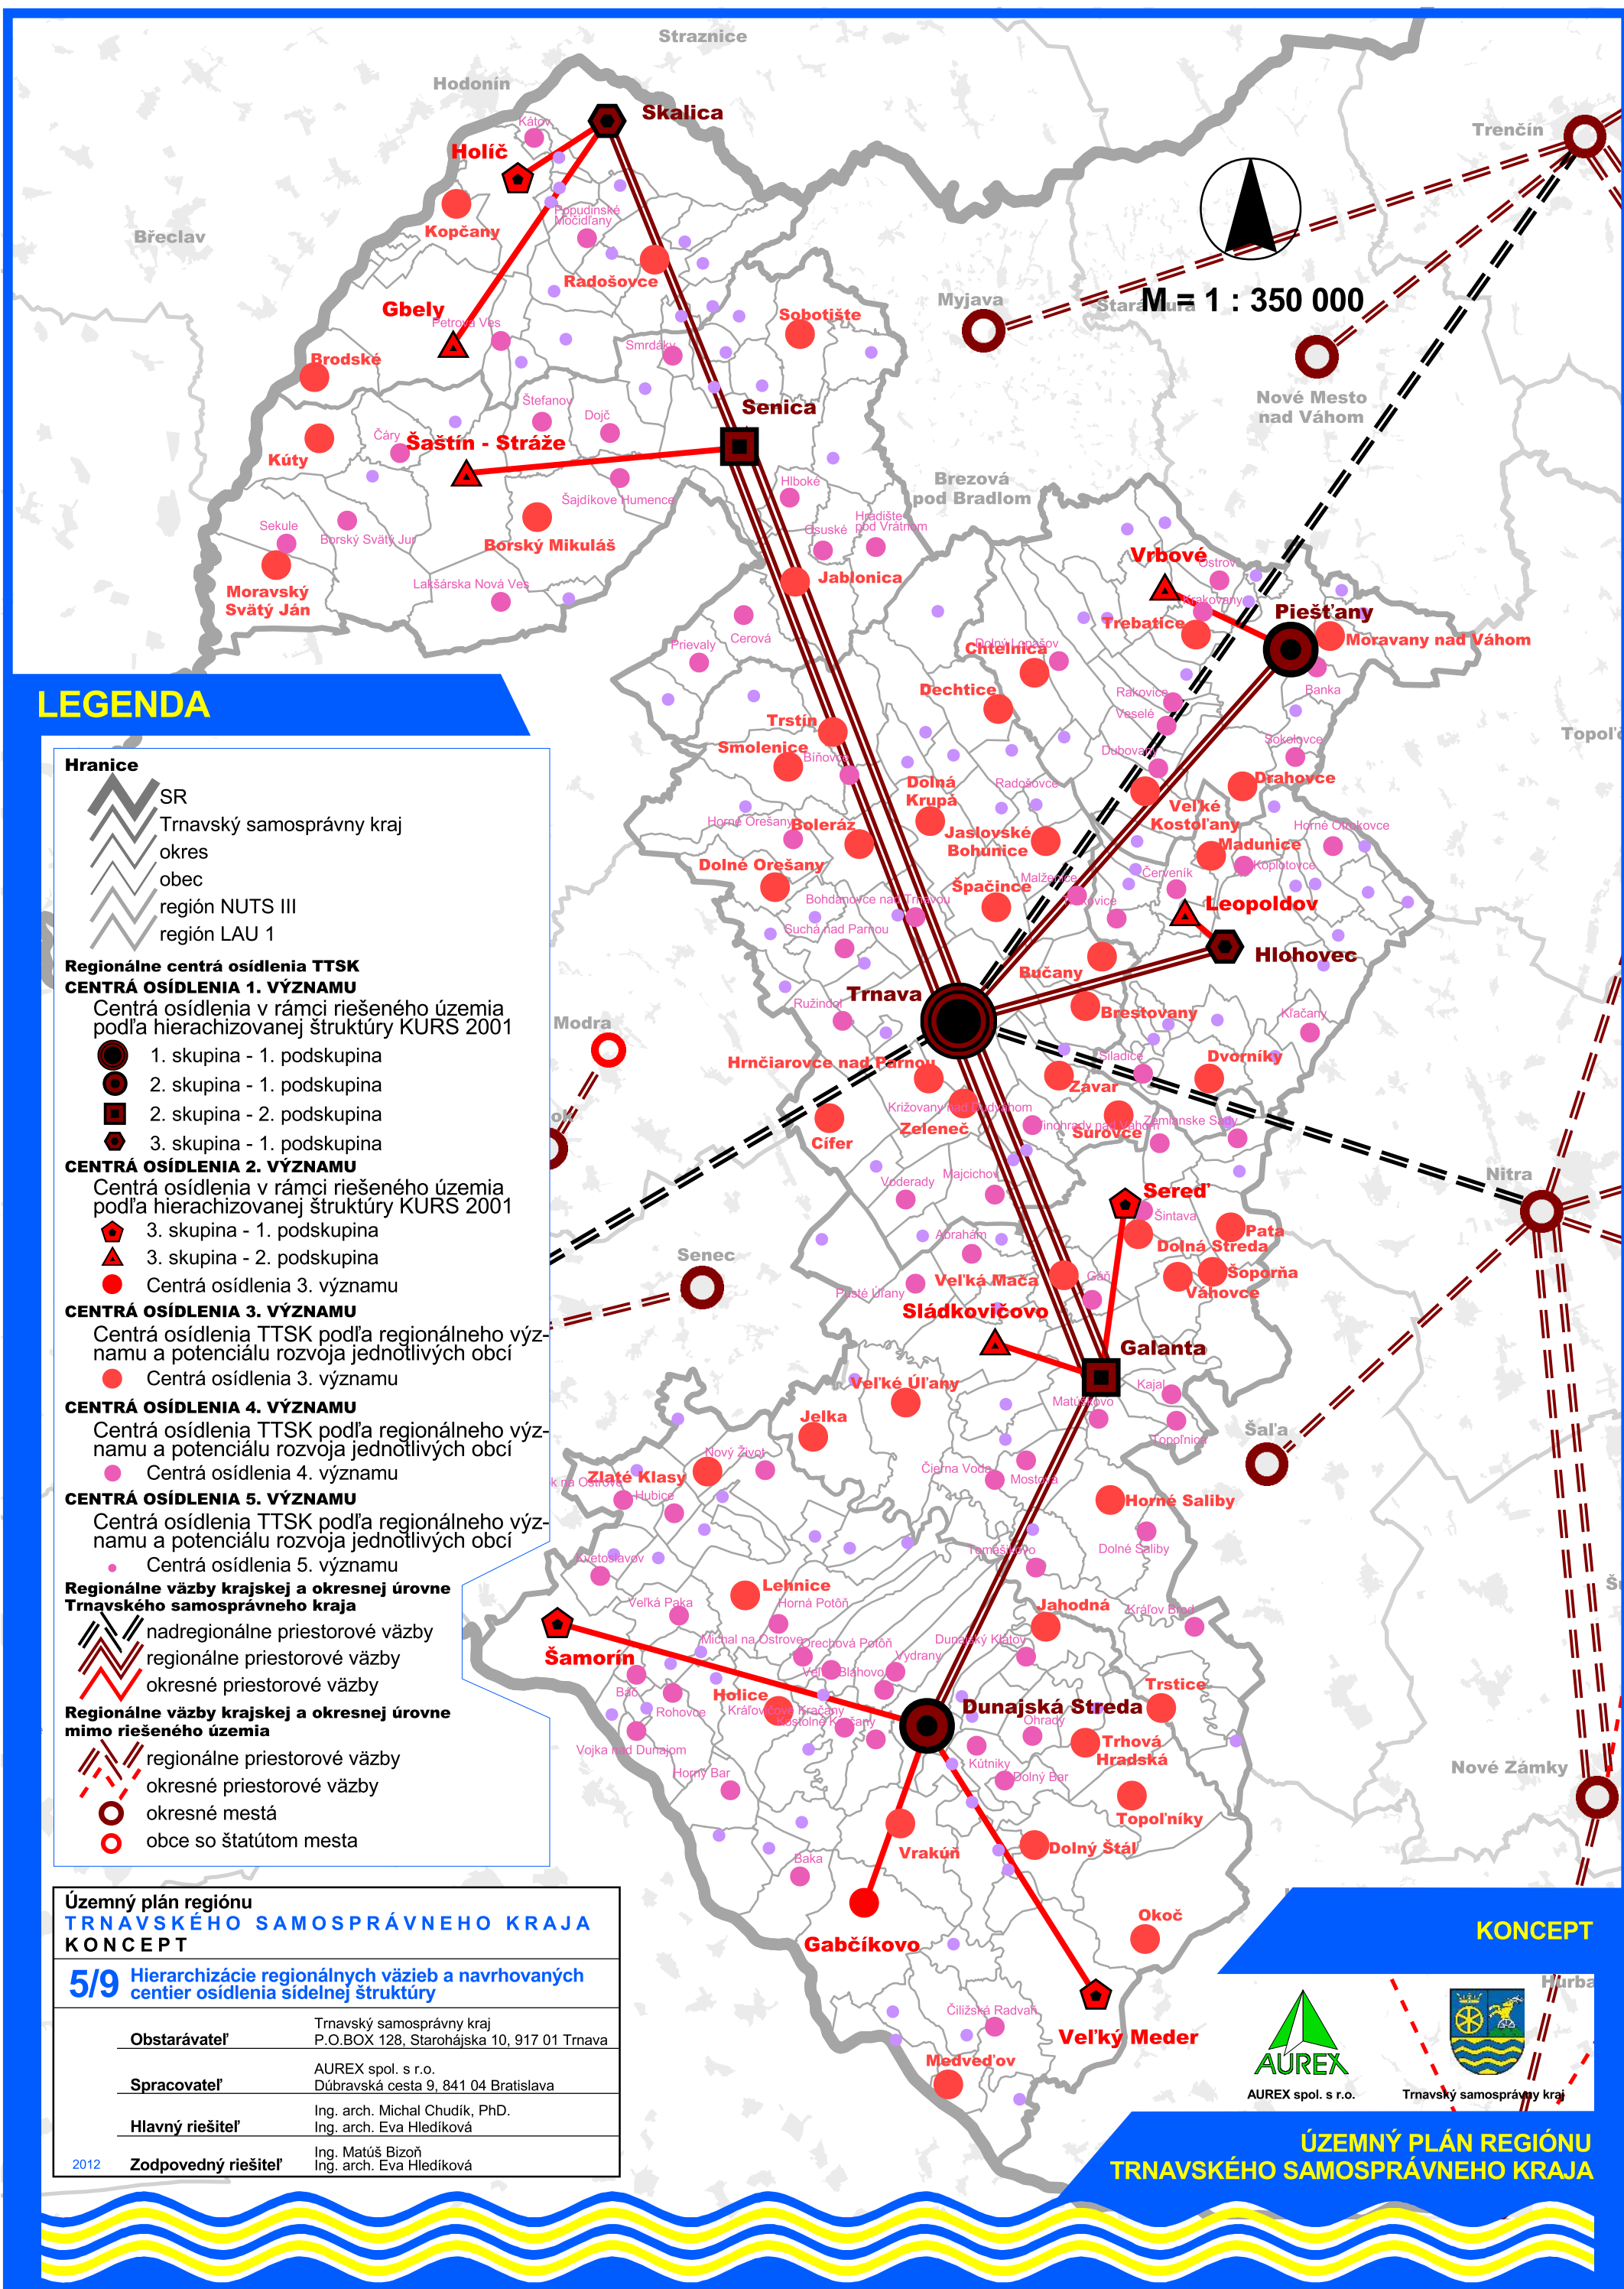 Straznice
Hodonín
Skalica
Kátov
Trenčín
Holíč
Popudinské
Močidľany
Kopčany
Břeclav
Radošovce
Myjava
Stará Turá
M = 1 : 350 000
Gbely
Petrova Ves
Sobotište
Smrdáky
Brodské
Nové Mesto
nad Váhom
Štefanov
Senica
Dojč
Čáry
Šaštín - Stráže
Kúty
Hlboké
Brezová
pod Bradlom
Šajdíkove Humence
Hradište
pod Vrátnom
Osuské
Sekule
Borský Svätý Jur
Borský Mikuláš
Vrbové
Ostrov
Jablonica
Lakšárska Nová Ves
Moravský
Svätý Ján
Krakovany
Piešťany
Trebatice
Moravany nad Váhom
Cerová
Prievaly
Dolný Lopašov
Chtelnica
Dechtice
Rakovice
Banka
Veselé
Trstín
Smolenice
Bíňovce
Dubovany
Sokolovce
Topoľč
LEGENDA
Hranice
SR
Trnavský samosprávny kraj
okres
obec
región NUTS III
región LAU 1
Dolná
Krupá
Radošovce
Drahovce
Veľké
Kostoľany
Horné Orešany
Boleráz
Jaslovské
Bohunice
Madunice
Horné Otrokovce
Koplotovce
Dolné Orešany
Špačince
Malženice
Červeník
Bohdanovce nad Trnavou
Leopoldov
Suchá nad Parnou
Hlohovec
Bučany
Trnava
Ružindol
Brestovany
Kľačany
Modra
Siladice
Dvorníky
Hrnčiarovce nad Parnou
Zavar
Križovany nad Dudváhom
Zeleneč
Cífer
Vinohrady nad Váhom
Šúrovce
Zemianske Sady
Nitra
Majcichov
Voderady
Sereď
Šintava
Abrahám
Pata
Dolná Streda
Senec
Veľká Mača
Gáň
Šoporňa
Váhovce
Pusté Úľany
Sládkovičovo
Galanta
Regionálne centrá osídlenia TTSK
CENTRÁ OSÍDLENIA 1. VÝZNAMU
Centrá osídlenia v rámci riešeného územia
podľa hierachizovanej štruktúry KURS 2001
1. skupina - 1. podskupina
2. skupina - 1. podskupina
2. skupina - 2. podskupina
3. skupina - 1. podskupina
CENTRÁ OSÍDLENIA 2. VÝZNAMU
Centrá osídlenia v rámci riešeného územia
podľa hierachizovanej štruktúry KURS 2001
3. skupina - 1. podskupina
3. skupina - 2. podskupina
Centrá osídlenia 3. významu
CENTRÁ OSÍDLENIA 3. VÝZNAMU
Centrá osídlenia TTSK podľa regionálneho výz-
namu a potenciálu rozvoja jednotlivých obcí
Centrá osídlenia 3. významu
CENTRÁ OSÍDLENIA 4. VÝZNAMU
Centrá osídlenia TTSK podľa regionálneho výz-
namu a potenciálu rozvoja jednotlivých obcí
Centrá osídlenia 4. významu
CENTRÁ OSÍDLENIA 5. VÝZNAMU
Centrá osídlenia TTSK podľa regionálneho výz-
namu a potenciálu rozvoja jednotlivých obcí
Centrá osídlenia 5. významu
Regionálne väzby krajskej a okresnej úrovne
Trnavského samosprávneho kraja
nadregionálne priestorové väzby
regionálne priestorové väzby
okresné priestorové väzby
Regionálne väzby krajskej a okresnej úrovne
mimo riešeného územia
regionálne priestorové väzby
okresné priestorové väzby
okresné mestá
obce so štatútom mesta
Veľké Úľany
Kajal
Matúškovo
Jelka
Topoľnica
Šaľa
Nový Život
Zlaté Klasy
Čierna Voda
Mostová
k na Ostrove
Hubice
Horné Saliby
Dolné Saliby
Tomášikovo
Kvetoslavov
Lehnice
Veľká Paka
Horná Potôň
Jahodná
Kráľov Brod
Šamorín
Michal na Ostrove
Orechová Potôň
Dunajský Klátov
Vydrany
Veľké Blahovo
Báč
Holice
Trstice
Rohovce
Kráľovičove Kračany
Kostolné Kračany
Dunajská Streda
Ohrady
Vojka nad Dunajom
Trhová
Hradská
Kútniky
Horný Bar
Dolný Bar
Nové Zámky
Topoľníky
Vrakúň
Dolný Štál
Baka
Okoč
Gabčíkovo
Čiližská Radvaň
Veľký Meder
Medveďov
Hurba
Územný plán regiónu
TRNAVSKÉHO SAMOSPRÁVNEHO KRAJA
KONCEPT
5/9 Hierarchizácie regionálnych väzieb a navrhovaných
centier osídlenia sídelnej štruktúry
Obstarávateľ
Trnavský samosprávny kraj
P.O.BOX 128, Starohájska 10, 917 01 Trnava
Spracovateľ
AUREX spol. s r.o.
Dúbravská cesta 9, 841 04 Bratislava
Hlavný riešiteľ
Ing. arch. Michal Chudík, PhD.
Ing. arch. Eva Hledíková
2012
Zodpovedný riešiteľ
Ing. Matúš Bizoň
Ing. arch. Eva Hledíková
KONCEPT
AUREX
AUREX spol. s r.o.
Trnavský samosprávny kraj
ÚZEMNÝ PLÁN REGIÓNU
TRNAVSKÉHO SAMOSPRÁVNEHO KRAJA